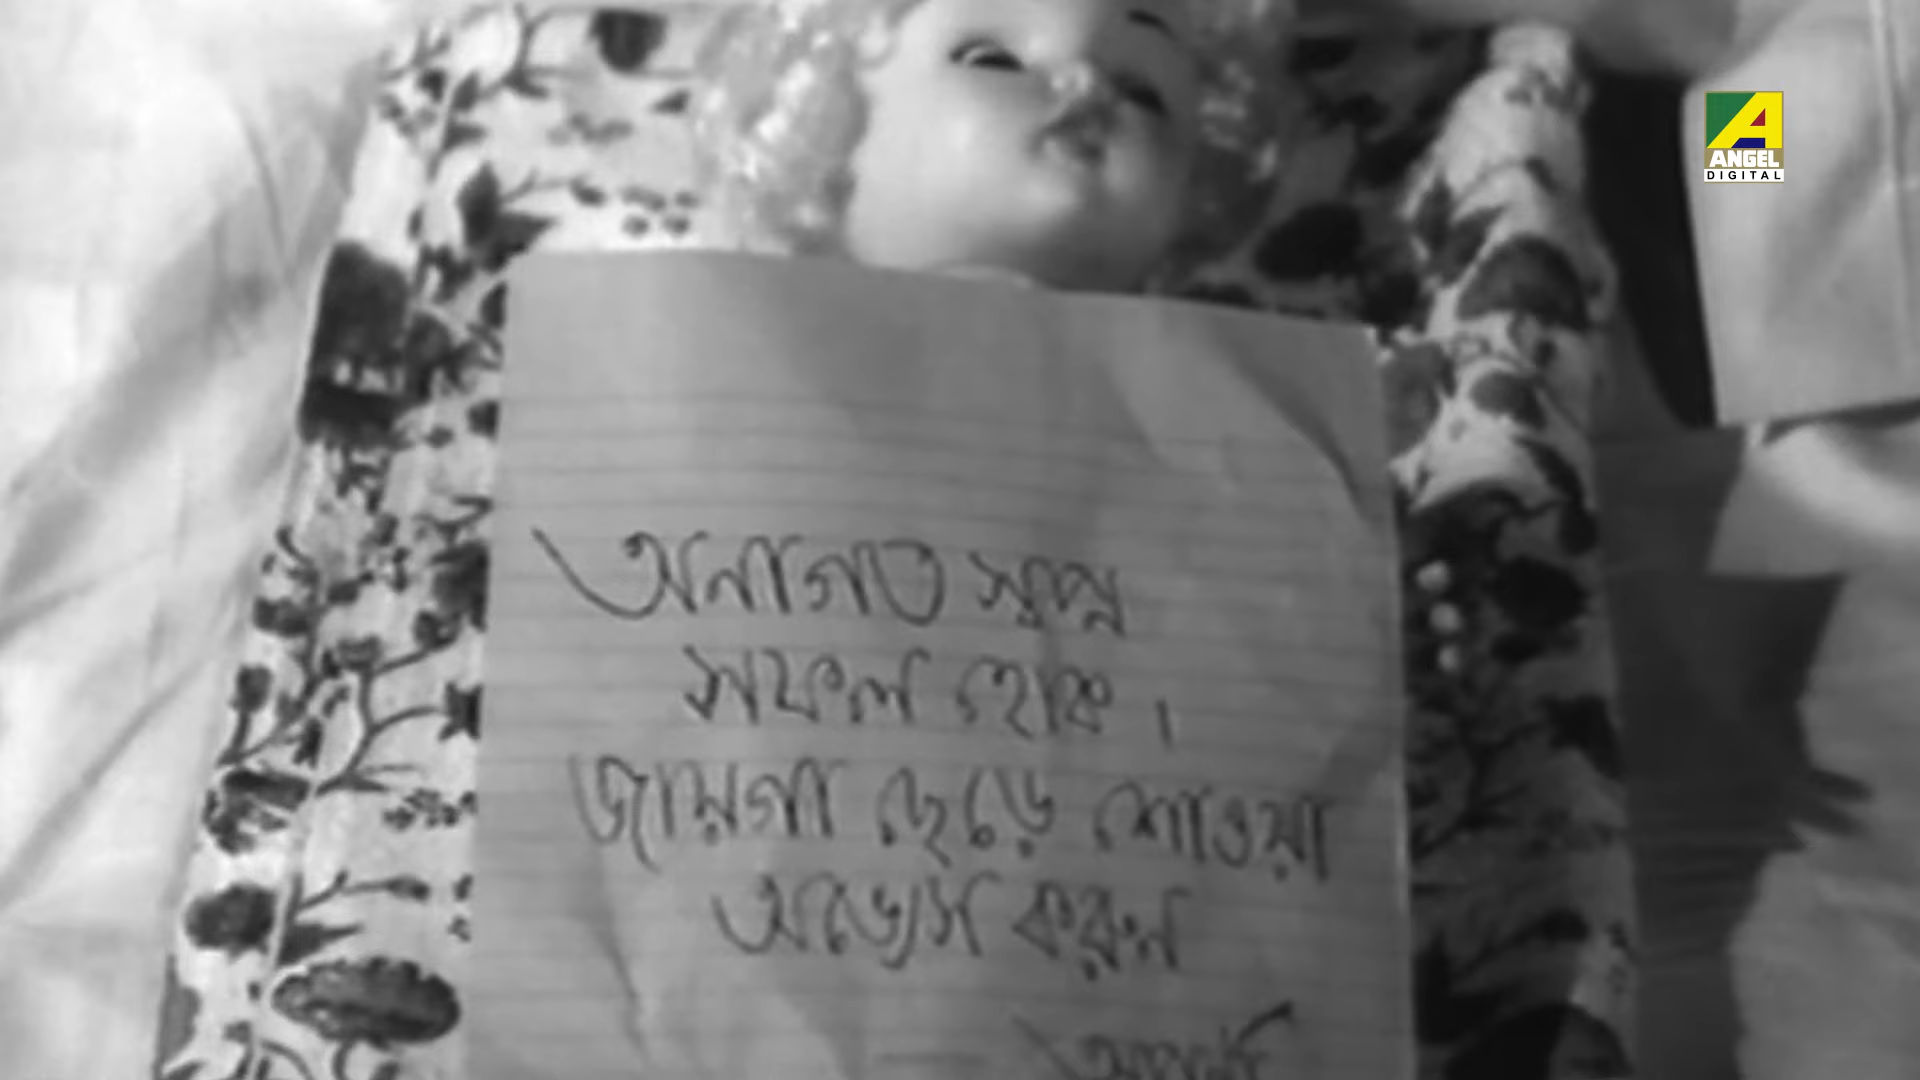 ANGEL
DIGITAL
অনাগত স্বপ্ন
সফল হোক।
জায়গা ছেড়ে শোওয়া
অভ্যেস করুন